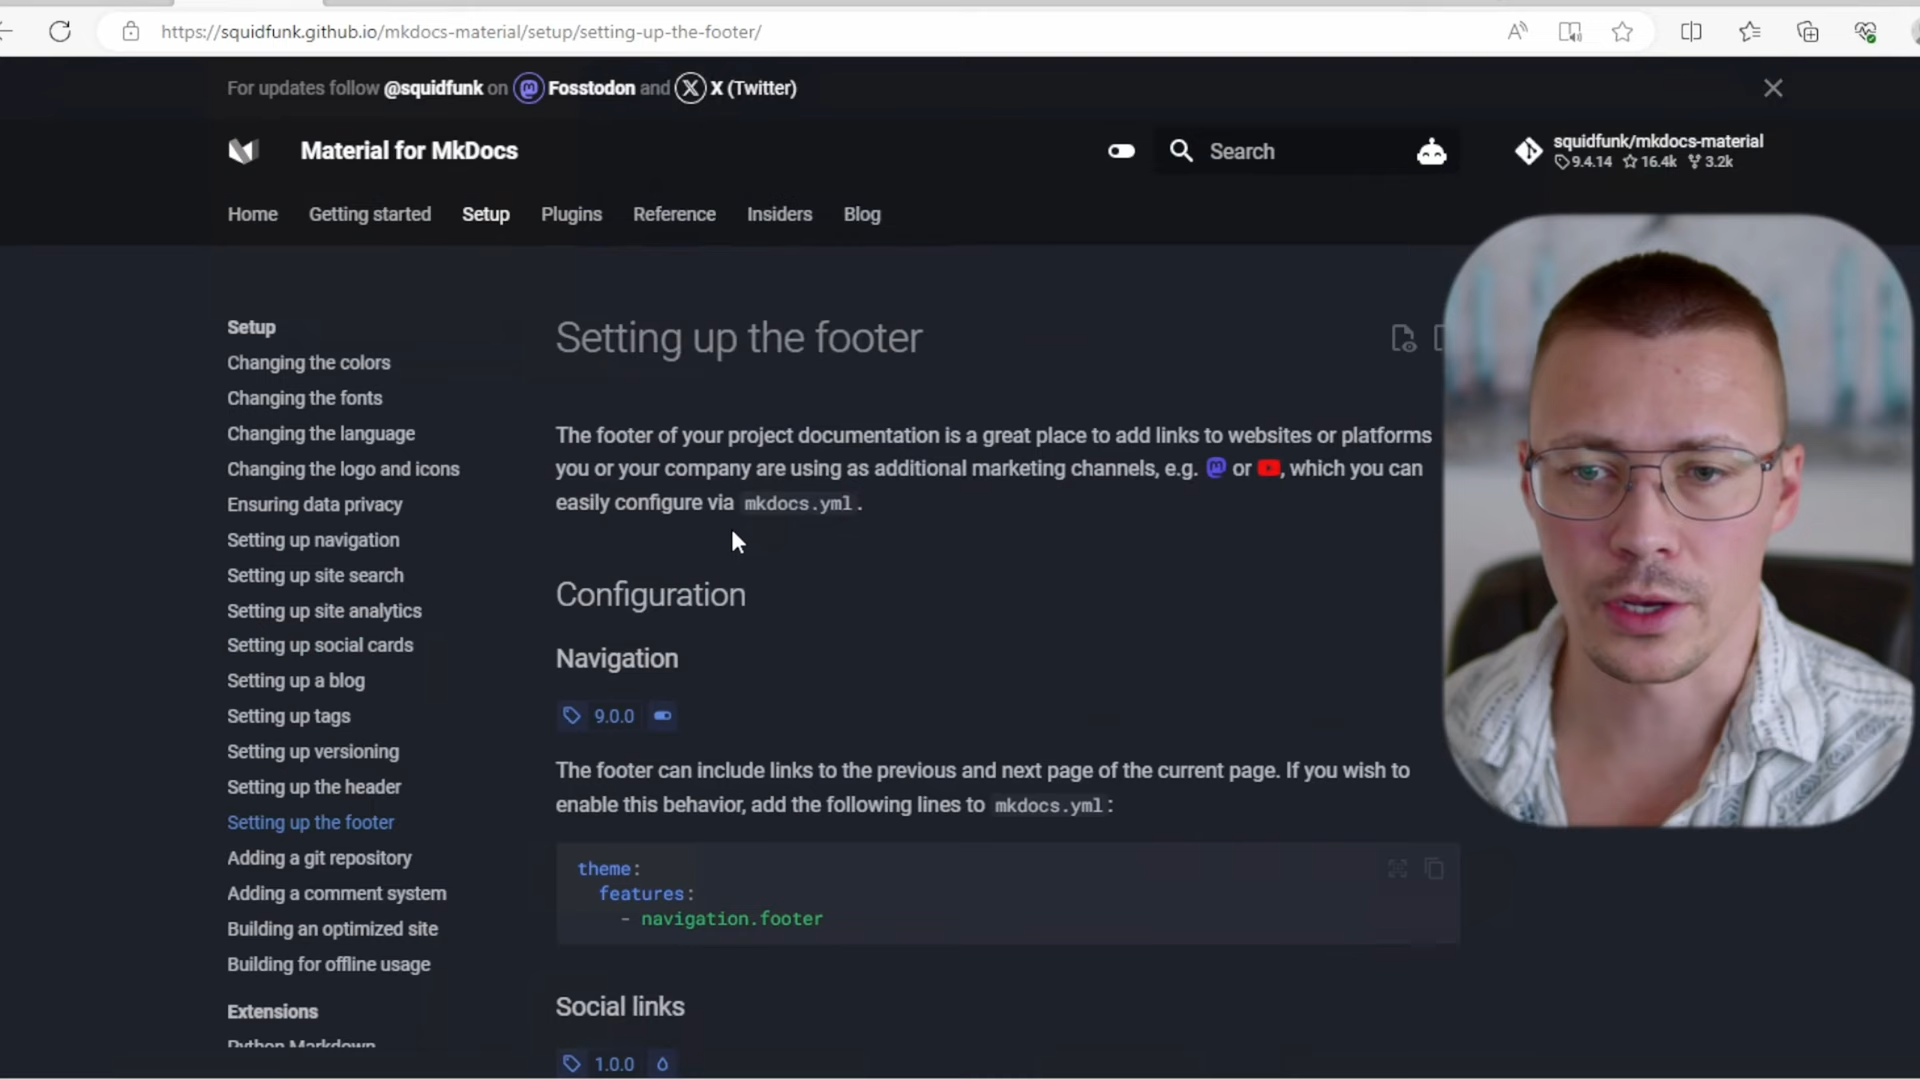 https://squidfunk.github.io/mkdocs-material/setup/setting-up-the-footer/
For updates follow @squidfunk on Fosstodon and X (Twitter)
Material for MkDocs
Search
squidfunk/mkdocs-material
9.4.14 16.4k 3.2k
Home Getting started Setup Plugins Reference Insiders Blog
Setup
Changing the colors
Changing the fonts
Changing the language
Changing the logo and icons
Ensuring data privacy
Setting up navigation
Setting up site search
Setting up site analytics
Setting up social cards
Setting up a blog
Setting up tags
Setting up versioning
Setting up the header
Setting up the footer
Adding a git repository
Adding a comment system
Building an optimized site
Building for offline usage
Extensions
Python Markdown
Setting up the footer
The footer of your project documentation is a great place to add links to websites or platforms
you or your company are using as additional marketing channels, e.g. or , which you can
easily configure via mkdocs.yml.
Configuration
Navigation
9.0.0
The footer can include links to the previous and next page of the current page. If you wish to
enable this behavior, add the following lines to mkdocs.yml:
theme:
features:
- navigation.footer
Social links
1.0.0